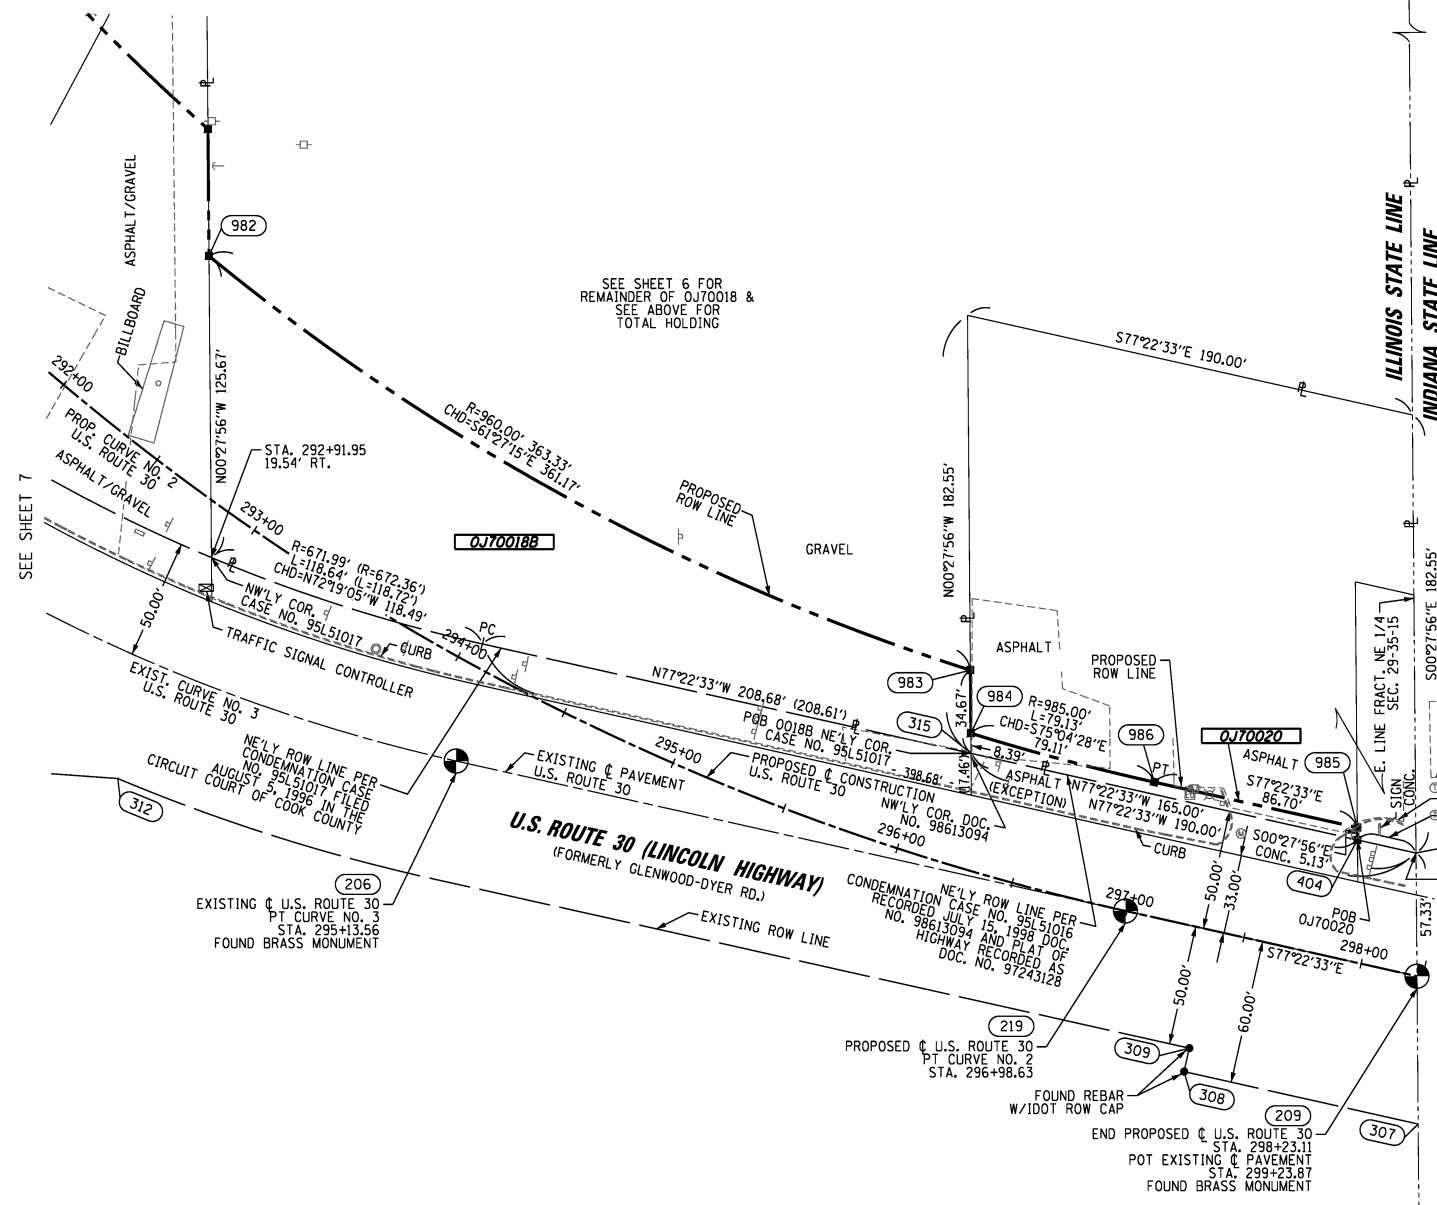 982
ASPHALT/GRAVEL
BILLBOARD
SEE SHEET 6 FOR
REMAINDER OF 0J70018 &
SEE ABOVE FOR
TOTAL HOLDING
S77°22'33"E 190.00'
ILLINOIS STATE LINE
INDIANA STATE LINE
292+00
PROP. CURVE NO. 2
U.S. ROUTE 30
ASPHALT/GRAVEL
N00°27'56"W 125.67'
STA. 292+91.95
19.54' RT.
R=960.00' 363.33'
CHD=S61°27'15"E 361.17'
PROPOSED
ROW LINE
GRAVEL
N00°27'56"W 182.55'
SEE SHEET 7
293+00
0J70018B
R=671.99' (R=672.36')
L=118.64' (L=118.72')
CHD=N72°19'05"W 118.49'
NW'LY COR.
CASE NO. 95L51017
50.00'
TRAFFIC SIGNAL CONTROLLER
CURB
294+00
PC
N77°22'33"W 208.68' (208.61')
POB 0018B NE'LY COR.
CASE NO. 95L51017
983
984
315
34.67'
11.46'
ASPHALT
PROPOSED
ROW LINE
R=985.00'
L=79.13'
CHD=S75°04'28"E
79.11'
986
PT
0J70020
ASPHALT
985
S77°22'33"E
86.70'
E. LINE FRACT. NE 1/4
SEC. 29-35-15
S00°27'56"E 182.55'
SIGN
CONC.
EXIST. CURVE NO. 3
U.S. ROUTE 30
NE'LY ROW LINE PER
CONDEMNATION CASE
NO. 95L51017 FILED
AUGUST 5, 1996 IN THE
CIRCUIT COURT OF
COOK COUNTY
312
EXISTING ℄ PAVEMENT
U.S. ROUTE 30
295+00
PROPOSED ℄ CONSTRUCTION
U.S. ROUTE 30
398.68'
8.39'
ASPHALT
(EXCEPTION)
N77°22'33"W 165.00'
N77°22'33"W 190.00'
NW'LY COR. DOC.
NO. 98613094
CURB
S00°27'56"E
CONC. 5.13'
404
POB
0J70020
57.33'
U.S. ROUTE 30 (LINCOLN HIGHWAY)
(FORMERLY GLENWOOD-DYER RD.)
296+00
206
EXISTING ℄ U.S. ROUTE 30
PT CURVE NO. 3
STA. 295+13.56
FOUND BRASS MONUMENT
EXISTING ROW LINE
NE'LY ROW LINE PER
CONDEMNATION CASE NO. 95L51016
RECORDED JULY 15, 1998 DOC.
NO. 98613094 AND PLAT OF
HIGHWAY RECORDED AS
DOC. NO. 97243128
297+00
50.00'
33.00'
298+00
S77°22'33"E
50.00'
60.00'
219
PROPOSED ℄ U.S. ROUTE 30
PT CURVE NO. 2
STA. 296+98.63
309
FOUND REBAR
W/IDOT ROW CAP
308
307
209
END PROPOSED ℄ U.S. ROUTE 30
STA. 298+23.11
POT EXISTING ℄ PAVEMENT
STA. 299+23.87
FOUND BRASS MONUMENT